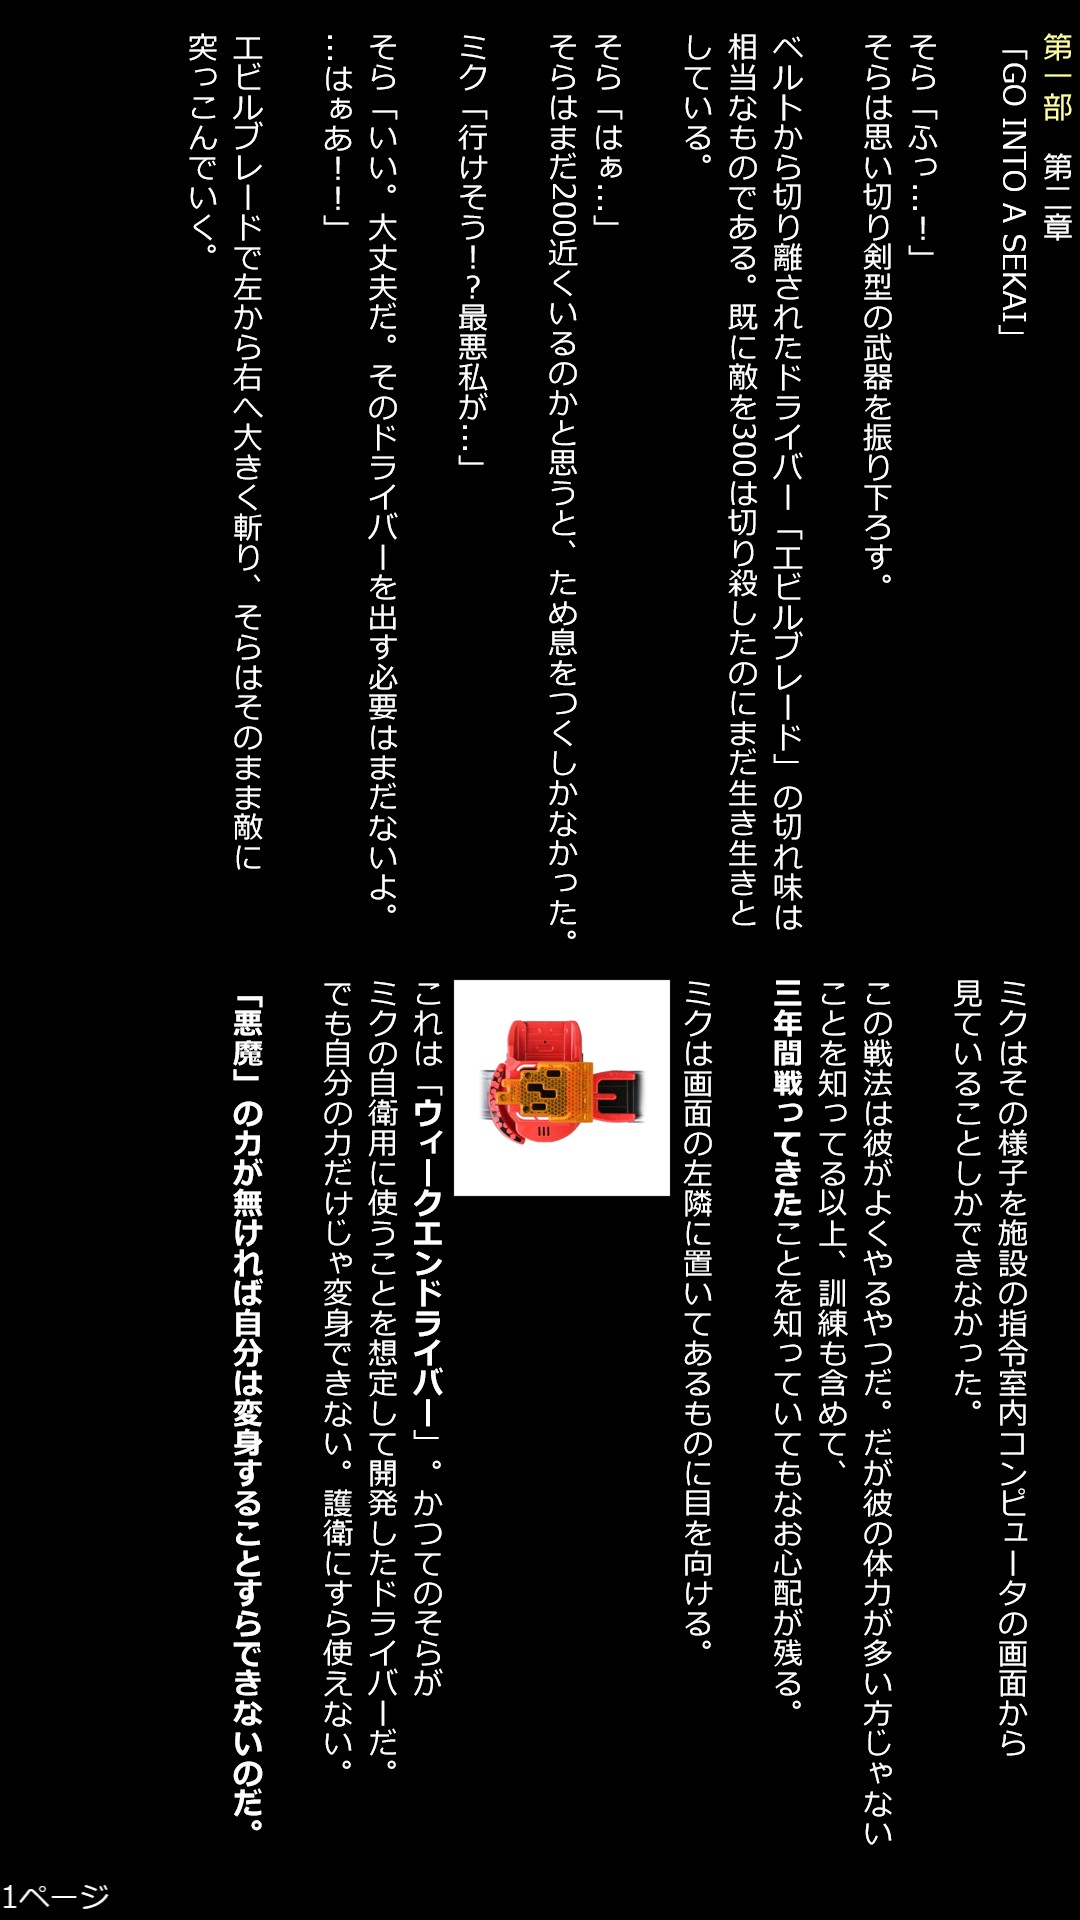 第一部　第二章
「GO INTO A SEKAI」
そら「ふっ…！」
そらは思い切り剣型の武器を振り下ろす。
ベルトから切り離されたドライバー「エビルブレード」の切れ味は
相当なものである。既に敵を300は切り殺したのにまだ生き生きと
している。
そら「はぁ…」
そらはまだ200近くいるのかと思うと、ため息をつくしかなかった。
ミク「行けそう！？最悪私が…」
そら「いい。大丈夫だ。そのドライバーを出す必要はまだないよ。
…はぁあ！！」
エビルブレードで左から右へ大きく斬り、そらはそのまま敵に
突っこんでいく。
ミクはその様子を施設の指令室内コンピュータの画面から
見ていることしかできなかった。
この戦法は彼がよくやるやつだ。だが彼の体力が多い方じゃない
ことを知ってる以上、訓練も含めて、
三年間戦ってきたことを知っていてもなお心配が残る。
ミクは画面の左隣に置いてあるものに目を向ける。
これは「ウィークエンドライバー」。かつてのそらが
ミクの自衛用に使うことを想定して開発したドライバーだ。
でも自分の力だけじゃ変身できない。護衛にすら使えない。
「悪魔」の力が無ければ自分は変身することすらできないのだ。
1ページ